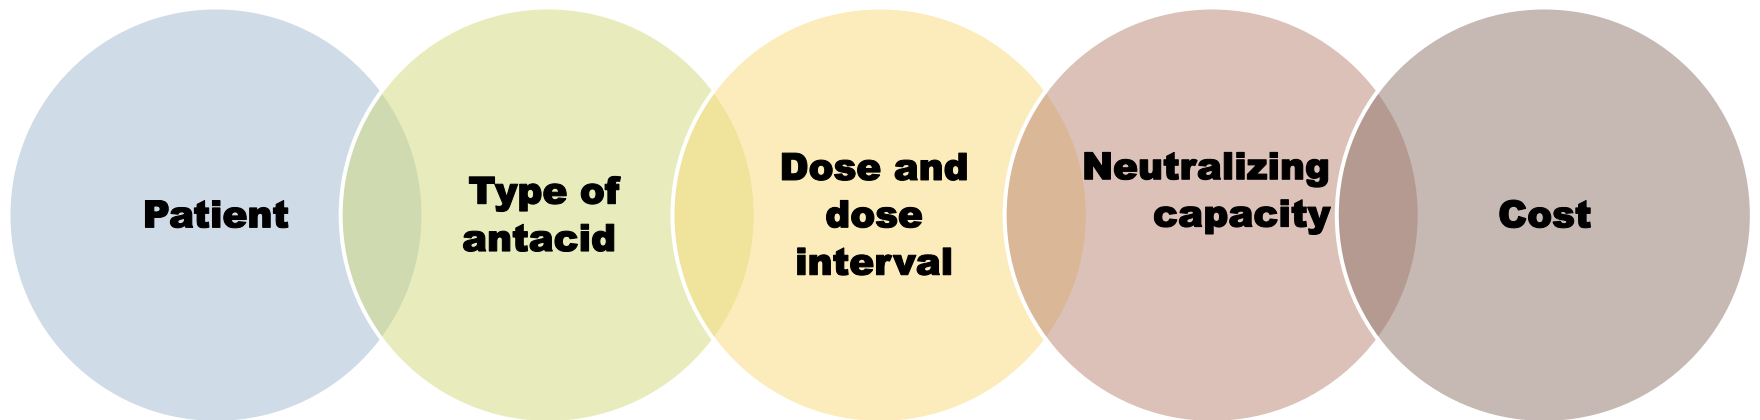 Patient
Type of
antacid
Dose and
dose
interval
Neutralizing
capacity
Cost